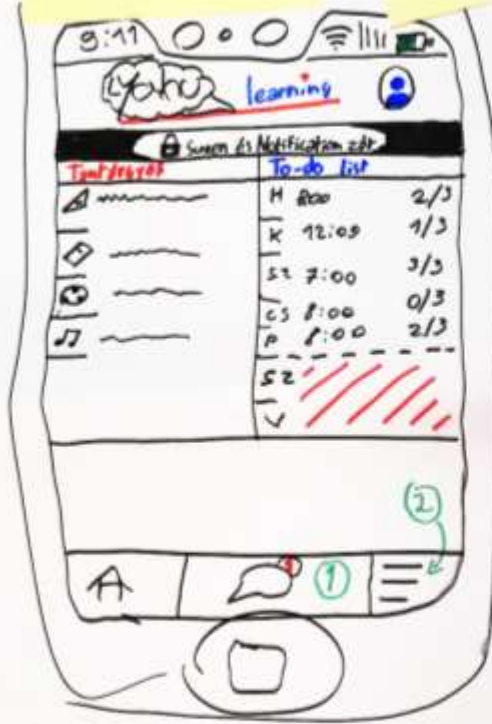 9:41
learning
Screen és Notification zár
Tantárgyak
To-do list
H 8:00 2/3
K 12:00 1/3
SZ 7:00 3/3
CS 8:00 0/3
P 8:00 2/3
SZ
V
2
1